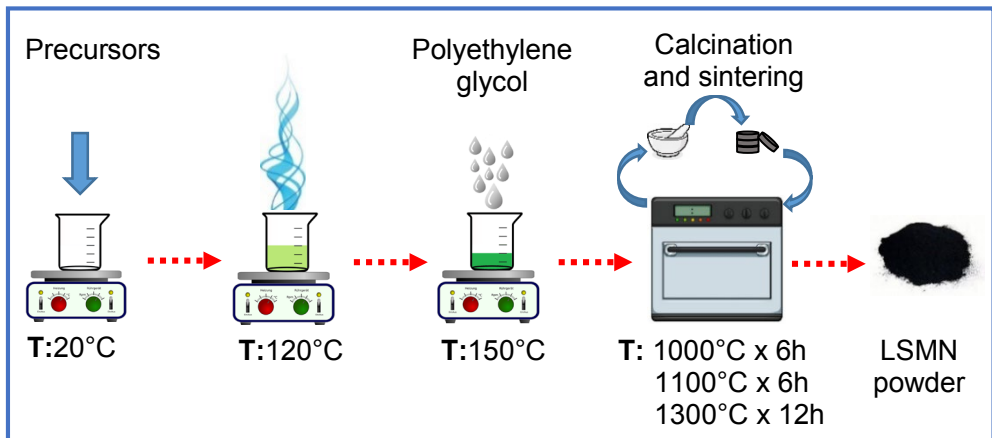 Precursors
Polyethylene
glycol
Calcination
and sintering
T:20°C
T:120°C
T:150°C
T: 1000°C x 6h
1100°C x 6h
1300°C x 12h
LSMN
powder